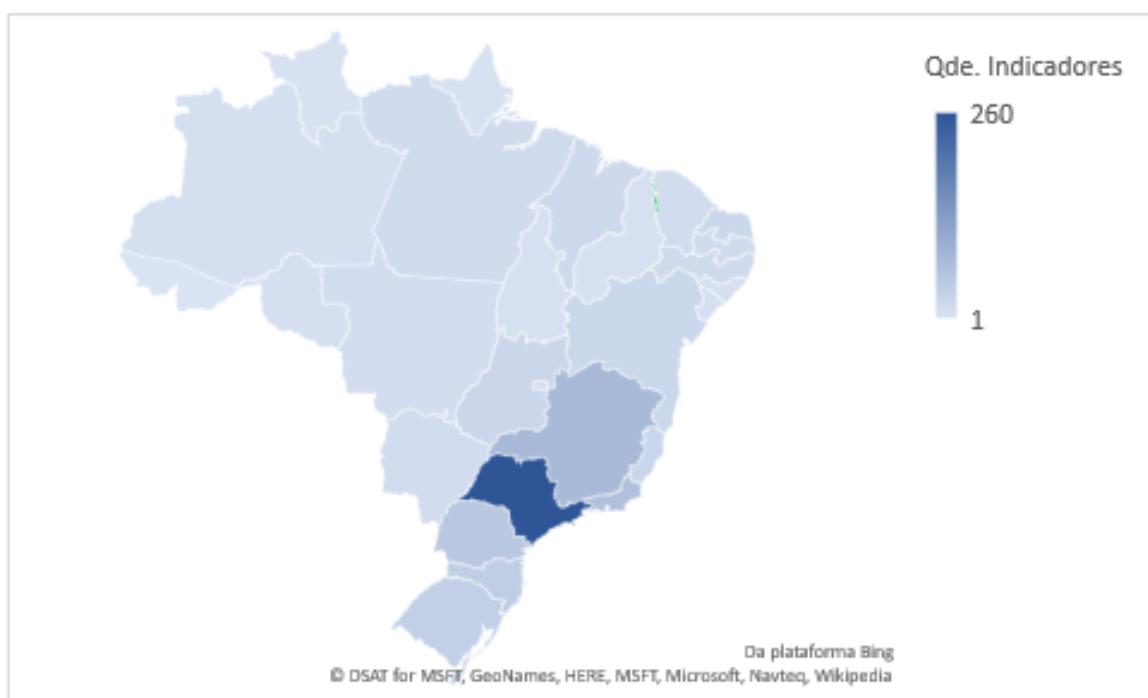 Qde. Indicadores
260
1
Da plataforma Bing
© DSAT for MSFT, GeoNames, HERE, MSFT, Microsoft, Navteq, Wikipedia